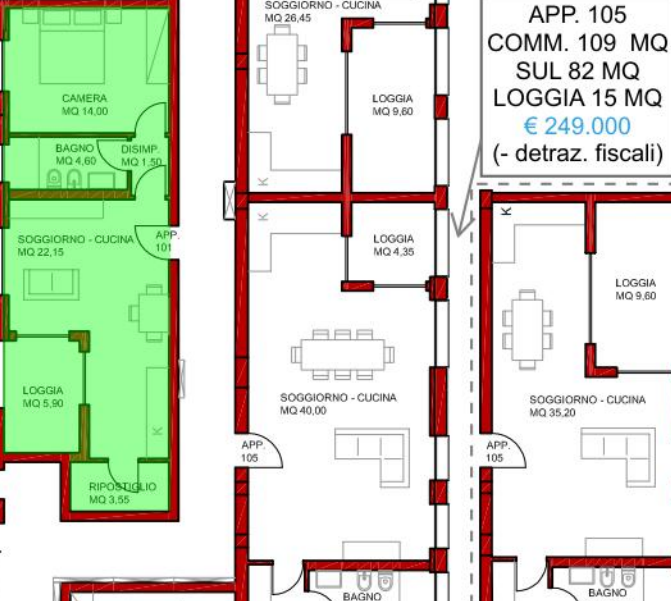 CAMERA
MQ 14,00
BAGNO
MQ 4,60
DISIMP.
MQ 1,50
SOGGIORNO - CUCINA
MQ 22,15
APP.
101
LOGGIA
MQ 5,90
K
RIPOSTIGLIO
MQ 3,55
SOGGIORNO - CUCINA
MQ 26,45
LOGGIA
MQ 9,60
K
K
LOGGIA
MQ 4,35
SOGGIORNO - CUCINA
MQ 40,00
APP.
105
BAGNO
APP. 105
COMM. 109 MQ
SUL 82 MQ
LOGGIA 15 MQ
€ 249.000
(- detraz. fiscali)
K
LOGGIA
MQ 9,60
SOGGIORNO - CUCINA
MQ 35,20
APP.
105
BAGNO